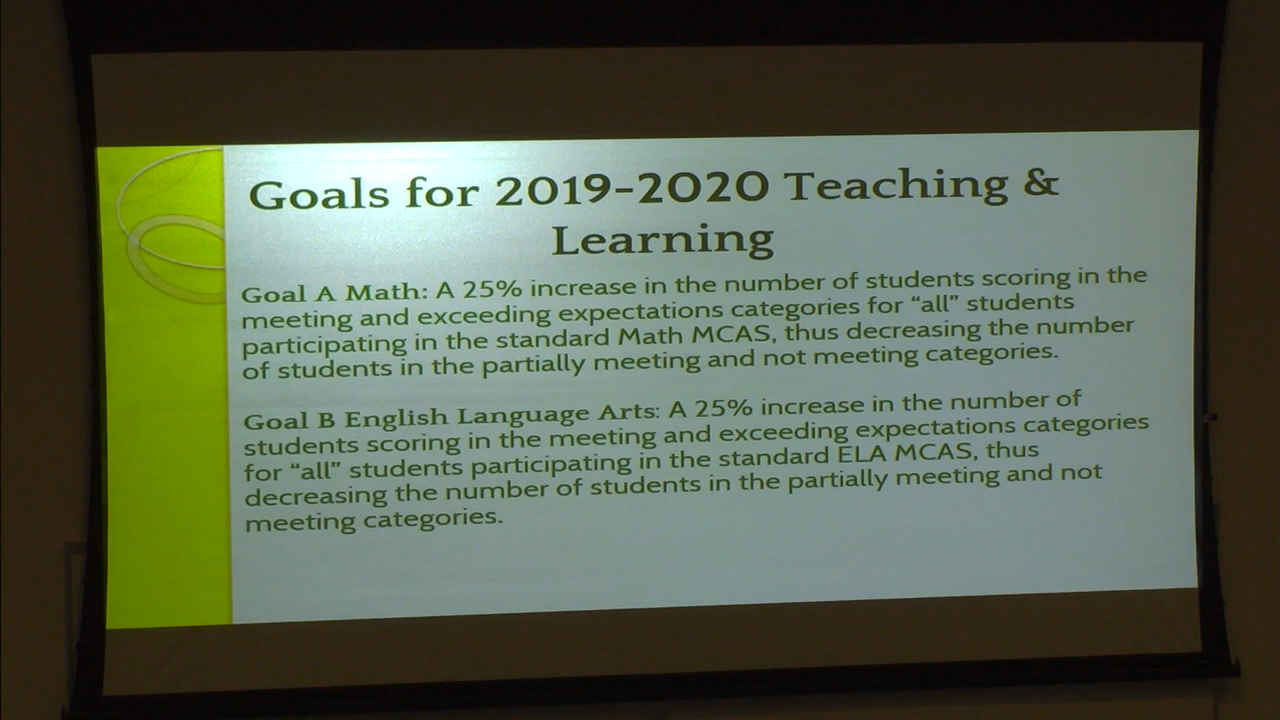 Goals for 2019-2020 Teaching &
Learning
Goal A Math: A 25% increase in the number of students scoring in the
meeting and exceeding expectations categories for “all” students
participating in the standard Math MCAS, thus decreasing the number
of students in the partially meeting and not meeting categories.
Goal B English Language Arts: A 25% increase in the number of
students scoring in the meeting and exceeding expectations categories
for “all” students participating in the standard ELA MCAS, thus
decreasing the number of students in the partially meeting and not
meeting categories.